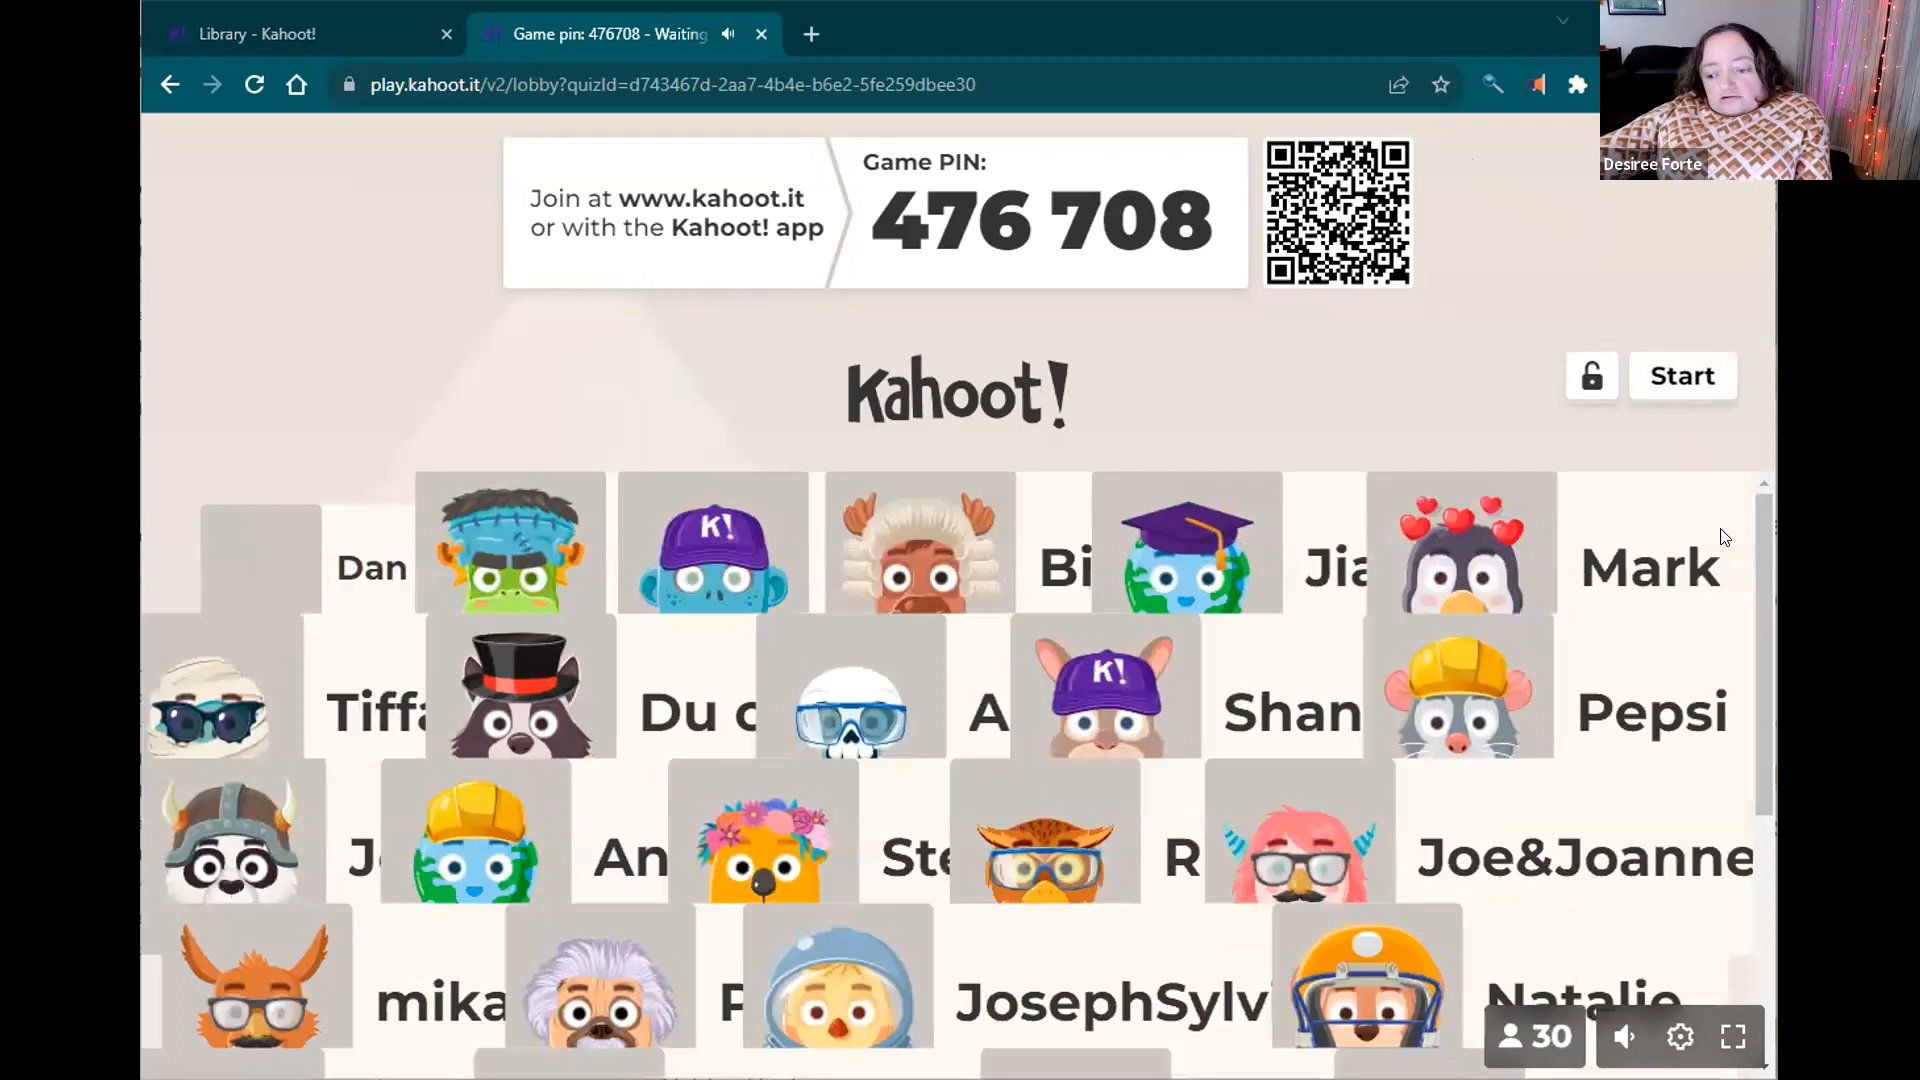 Library - Kahoot!
Game pin: 476708 - Waiting
play.kahoot.it/v2/lobby?quizId=d743467d-2aa7-4b4e-b6e2-5fe259dbee30
Desiree Forte
Join at www.kahoot.it
or with the Kahoot! app
Game PIN:
476 708
Kahoot!
Start
Dan K! Bi Jia Mark
Tiffa Du c A K! Shan Pepsi
An Ste R Joe&Joanne
mika P JosephSylvi Natalie
30